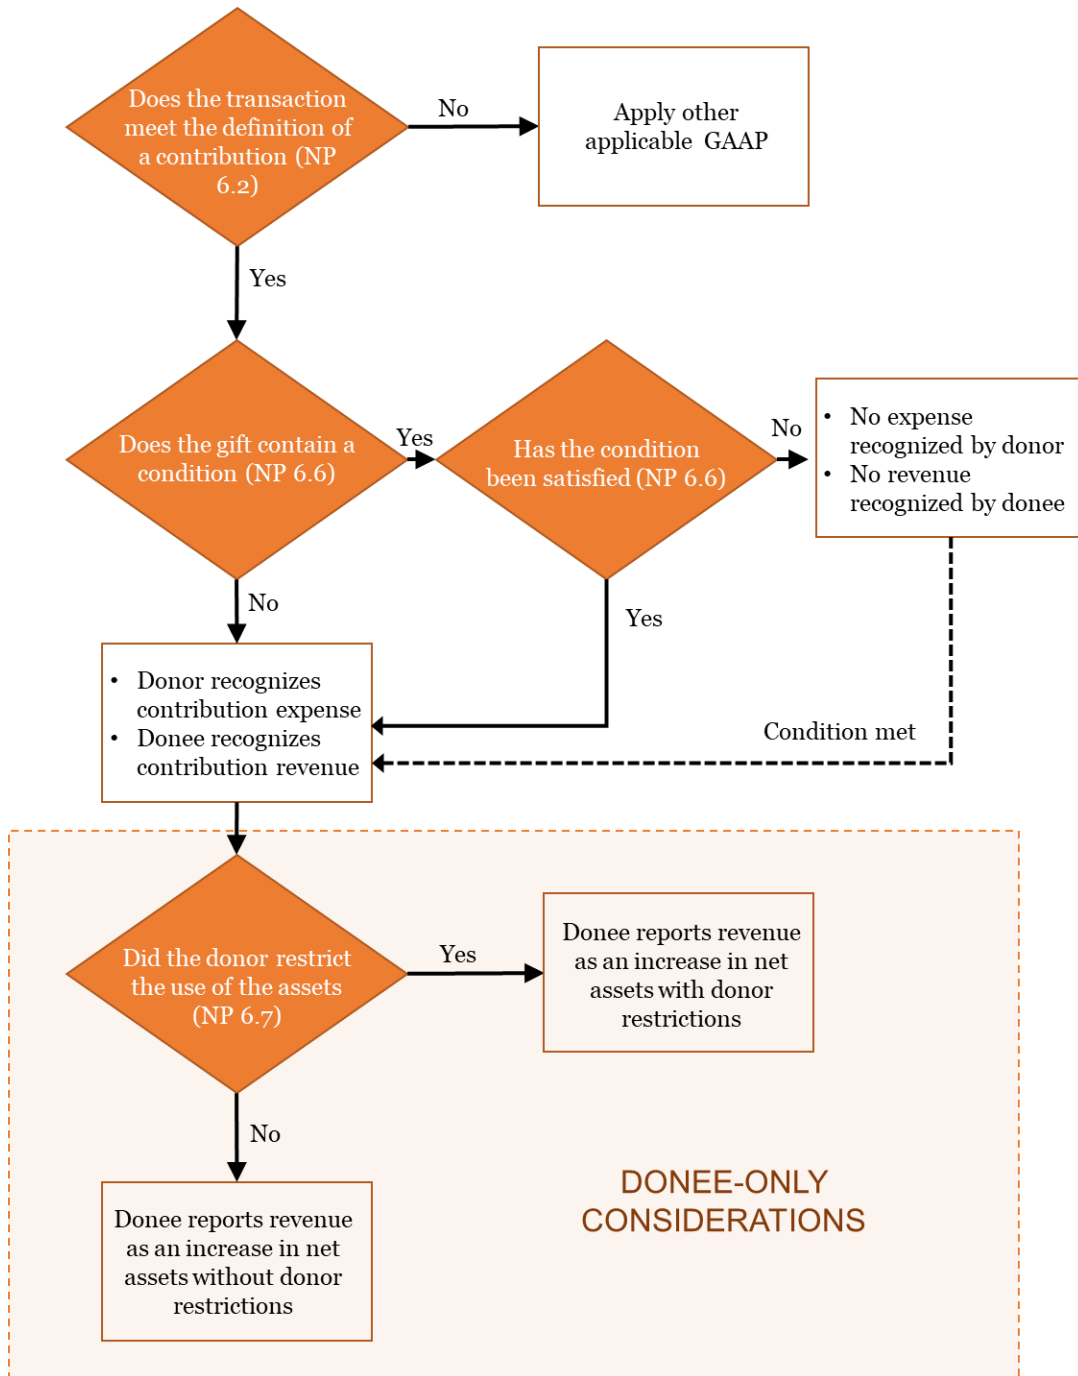 Does the transaction
meet the definition of
a contribution (NP
6.2)
No
Apply other
applicable GAAP
Yes
Does the gift contain a
condition (NP 6.6)
Yes
Has the condition
been satisfied (NP 6.6)
No
• No expense
recognized by donor
• No revenue
recognized by donee
No
Yes
• Donor recognizes
contribution expense
• Donee recognizes
contribution revenue
Condition met
Did the donor restrict
the use of the assets
(NP 6.7)
Yes
Donee reports revenue
as an increase in net
assets with donor
restrictions
No
DONEE-ONLY
CONSIDERATIONS
Donee reports revenue
as an increase in net
assets without donor
restrictions